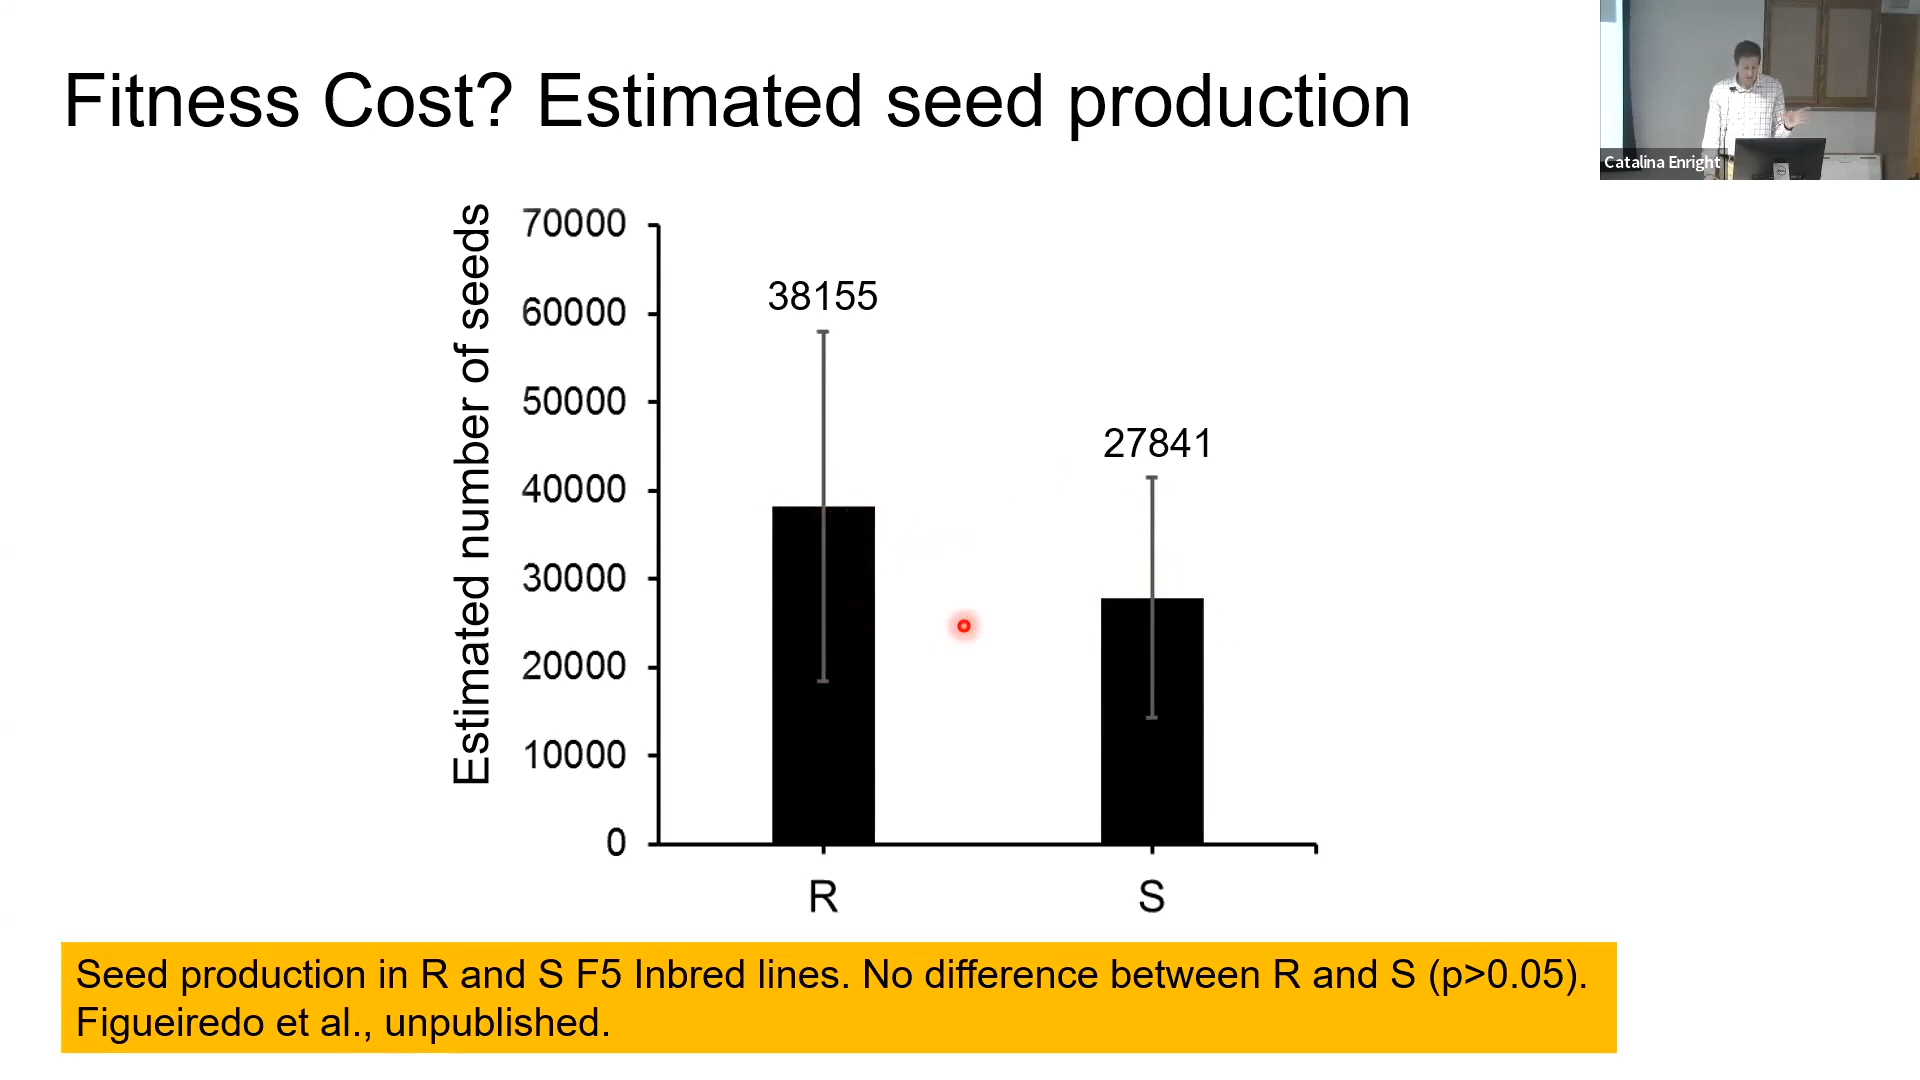 Fitness Cost? Estimated seed production
Catalina Enright
Estimated number of seeds
70000
60000
50000
40000
30000
20000
10000
0
38155
27841
R
S
Seed production in R and S F5 Inbred lines. No difference between R and S (p>0.05).
Figueiredo et al., unpublished.